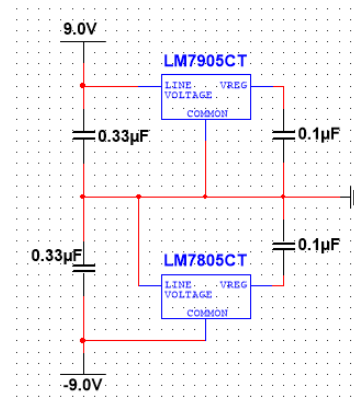 9.0V
LM7905CT
LINE VREG
VOLTAGE
COMMON
0.33µF
0.1µF
0.33µF
0.1µF
LM7805CT
LINE VREG
VOLTAGE
COMMON
-9.0V